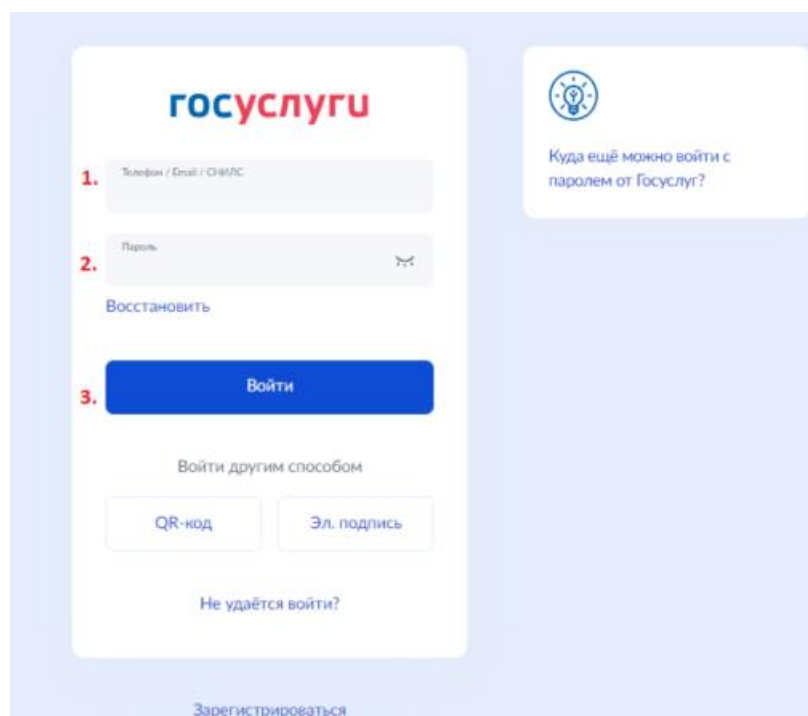 госуслуги
1. Телефон / Email / СНИЛС
2. Пароль
Восстановить
3. Войти
Войти другим способом
QR-код
Эл. подпись
Не удаётся войти?
Зарегистрироваться
Куда ещё можно войти с
паролем от Госуслуг?